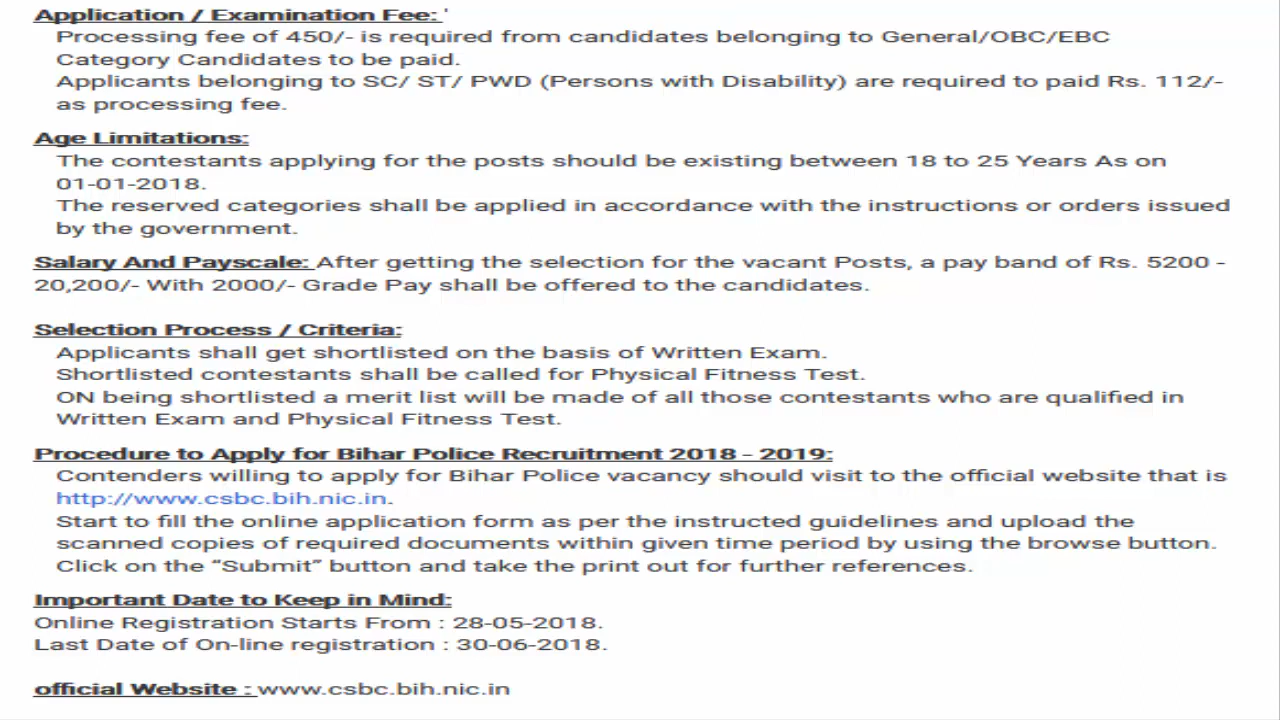 Application / Examination Fee: '
Processing fee of 450/- is required from candidates belonging to General/OBC/EBC
Category Candidates to be paid.
Applicants belonging to SC/ ST/ PWD (Persons with Disability) are required to paid Rs. 112/-
as processing fee.
Age Limitations:
The contestants applying for the posts should be existing between 18 to 25 Years As on
01-01-2018.
The reserved categories shall be applied in accordance with the instructions or orders issued
by the government.
Salary And Payscale: After getting the selection for the vacant Posts, a pay band of Rs. 5200 -
20,200/- With 2000/- Grade Pay shall be offered to the candidates.
Selection Process / Criteria:
Applicants shall get shortlisted on the basis of Written Exam.
Shortlisted contestants shall be called for Physical Fitness Test.
ON being shortlisted a merit list will be made of all those contestants who are qualified in
Written Exam and Physical Fitness Test.
Procedure to Apply for Bihar Police Recruitment 2018 - 2019:
Contenders willing to apply for Bihar Police vacancy should visit to the official website that is
http://www.csbc.bih.nic.in.
Start to fill the online application form as per the instructed guidelines and upload the
scanned copies of required documents within given time period by using the browse button.
Click on the “Submit” button and take the print out for further references.
Important Date to Keep in Mind:
Online Registration Starts From : 28-05-2018.
Last Date of On-line registration : 30-06-2018.
official Website : www.csbc.bih.nic.in